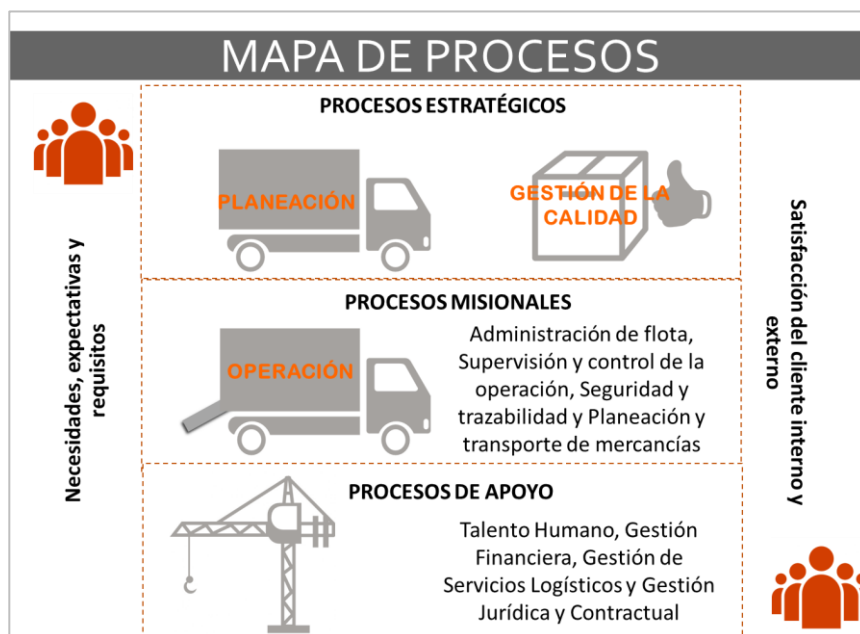 MAPA DE PROCESOS
PROCESOS ESTRATÉGICOS
PLANEACIÓN
GESTIÓN DE LA
CALIDAD
Necesidades, expectativas y
requisitos
PROCESOS MISIONALES
OPERACIÓN
Administración de flota,
Supervisión y control de la
operación, Seguridad y
trazabilidad y Planeación y
transporte de mercancías
PROCESOS DE APOYO
Talento Humano, Gestión
Financiera, Gestión de
Servicios Logísticos y Gestión
Jurídica y Contractual
Satisfacción del cliente interno y
externo